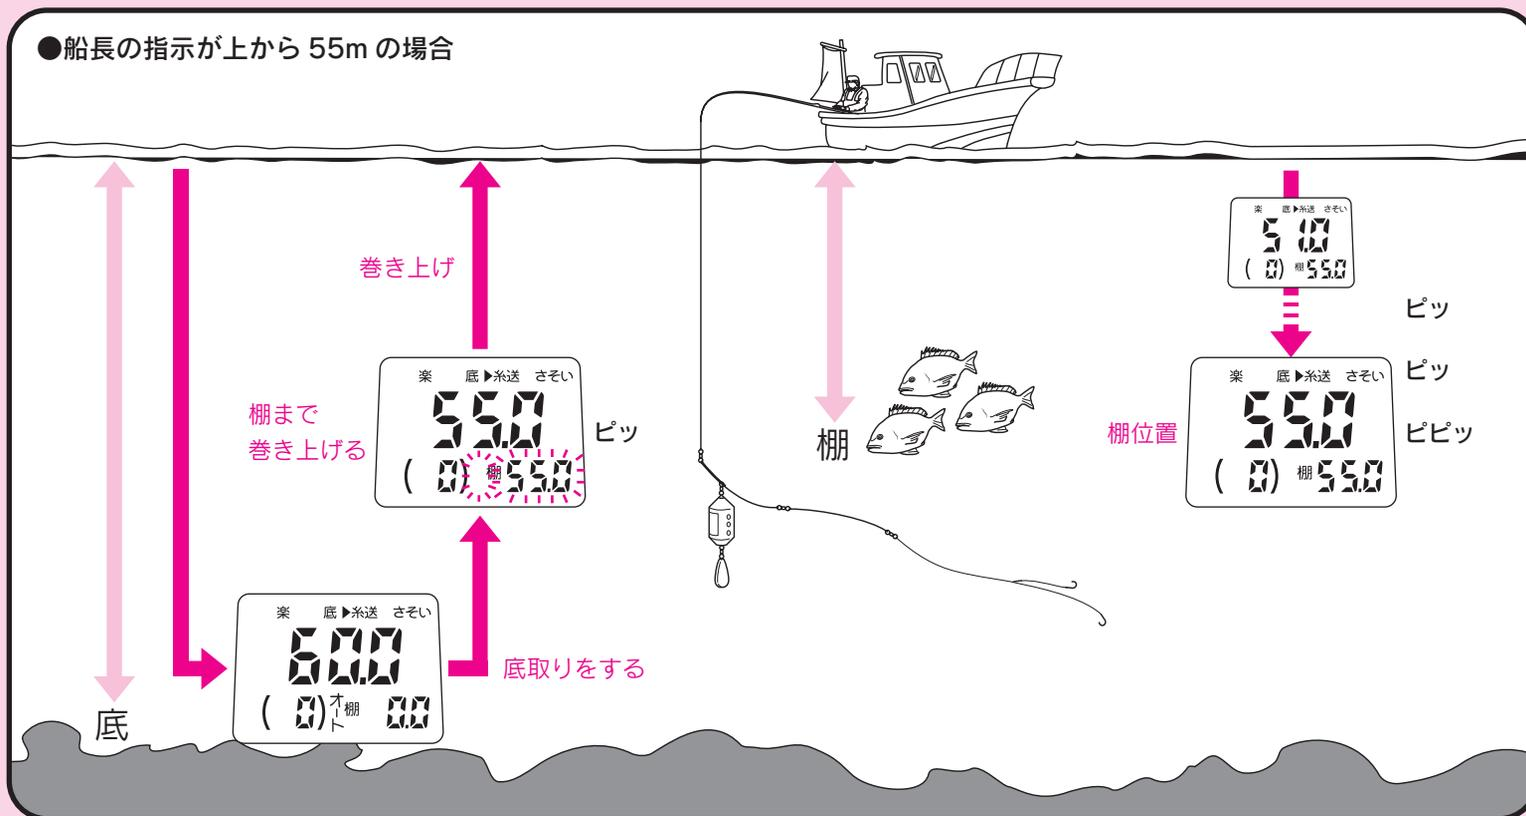 ●船長の指示が上から 55m の場合
巻き上げ
楽 底 ▶糸送 さそい
51.0
( 0) 棚 55.0
ピッ
棚まで
巻き上げる
楽 底 ▶糸送 さそい
55.0
( 0) 棚 55.0
ピッ
棚
棚位置
楽 底 ▶糸送 さそい
55.0
( 0) 棚 55.0
ピッ
ピピッ
楽 底 ▶糸送 さそい
60.0
( 0) オート 棚 0.0
底取りをする
底